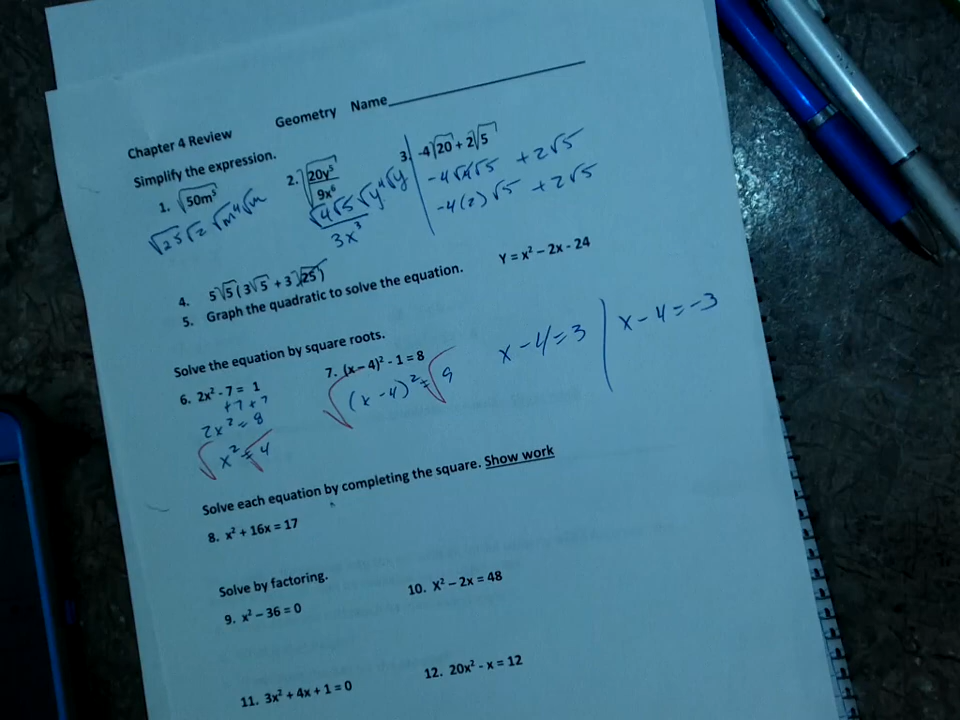 Chapter 4 Review Geometry Name
Simplify the expression.
1. √50m⁵ 2. √20y⁵/9x⁶ 3. -4√20 + 2√5
√25√2 √m⁴√m √4√5 √y⁴√y / 3x³ -4√4√5 + 2√5
-4(2)√5 + 2√5
4. 5√5(3√5 + 3√25)
5. Graph the quadratic to solve the equation. Y = x² – 2x - 24
Solve the equation by square roots.
6. 2x² - 7 = 1 7. (x – 4)² - 1 = 8 x - 4 = 3 x - 4 = -3
+7 +7 √(x - 4)² = √9
2x² = 8
√x² = √4
Solve each equation by completing the square. Show work
8. x² + 16x = 17
Solve by factoring.
9. x² – 36 = 0 10. X² – 2x = 48
11. 3x² + 4x + 1 = 0 12. 20x² - x = 12